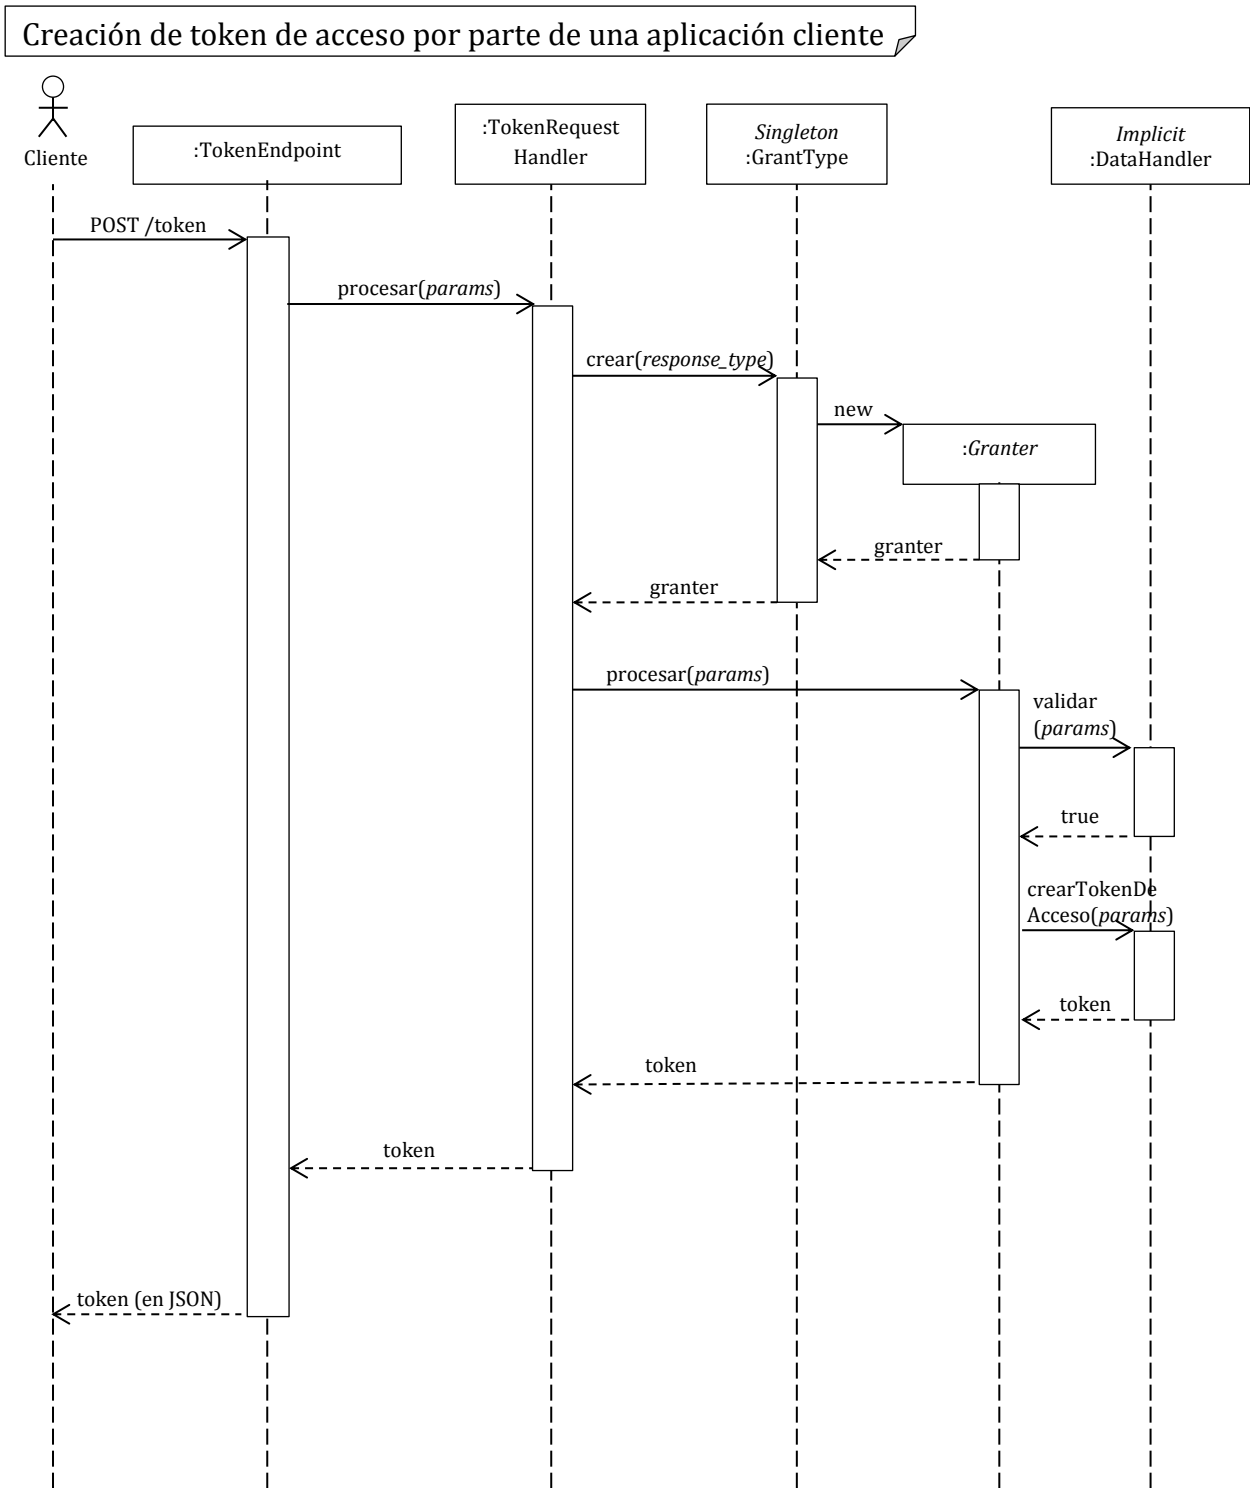 Creación de token de acceso por parte de una aplicación cliente
Cliente
:TokenEndpoint
:TokenRequest
Handler
Singleton
:GrantType
Implicit
:DataHandler
POST /token
procesar(params)
crear(response_type)
new
:Granter
granter
granter
procesar(params)
validar
(params)
true
crearTokenDe
Acceso(params)
token
token
token
token (en JSON)